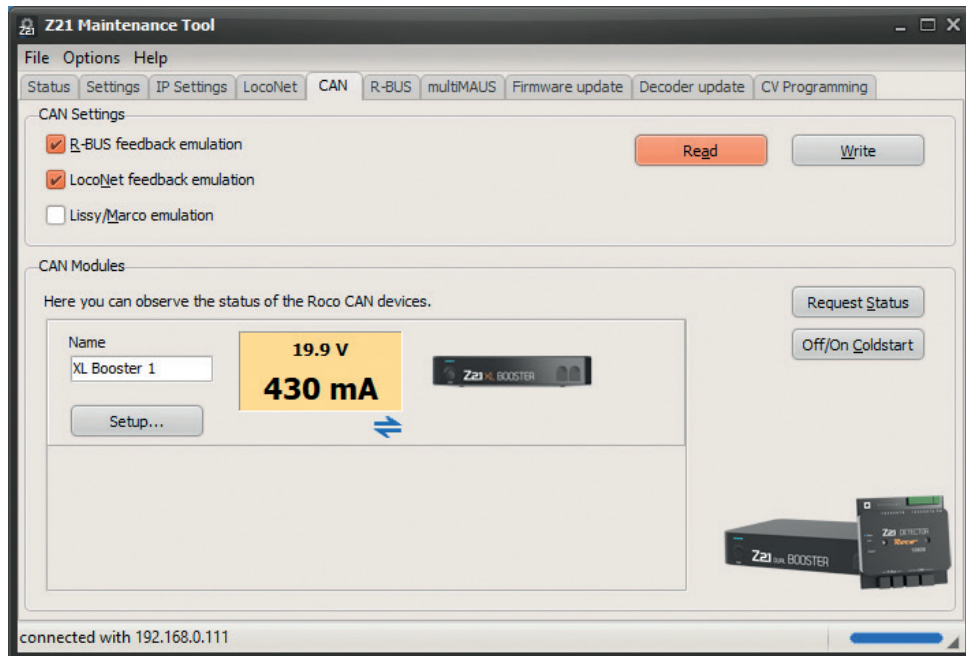 Z21 Maintenance Tool
File Options Help
Status Settings IP Settings LocoNet CAN R-BUS multiMAUS Firmware update Decoder update CV Programming
CAN Settings
R-BUS feedback emulation
Read Write
LocoNet feedback emulation
Lissy/Marco emulation
CAN Modules
Here you can observe the status of the Roco CAN devices.
Request Status
Name
XL Booster 1
19.9 V
430 mA
Z21 XL BOOSTER
Off/On Coldstart
Setup...
Z21 DETECTOR
Roco
Z21 DUAL BOOSTER
connected with 192.168.0.111